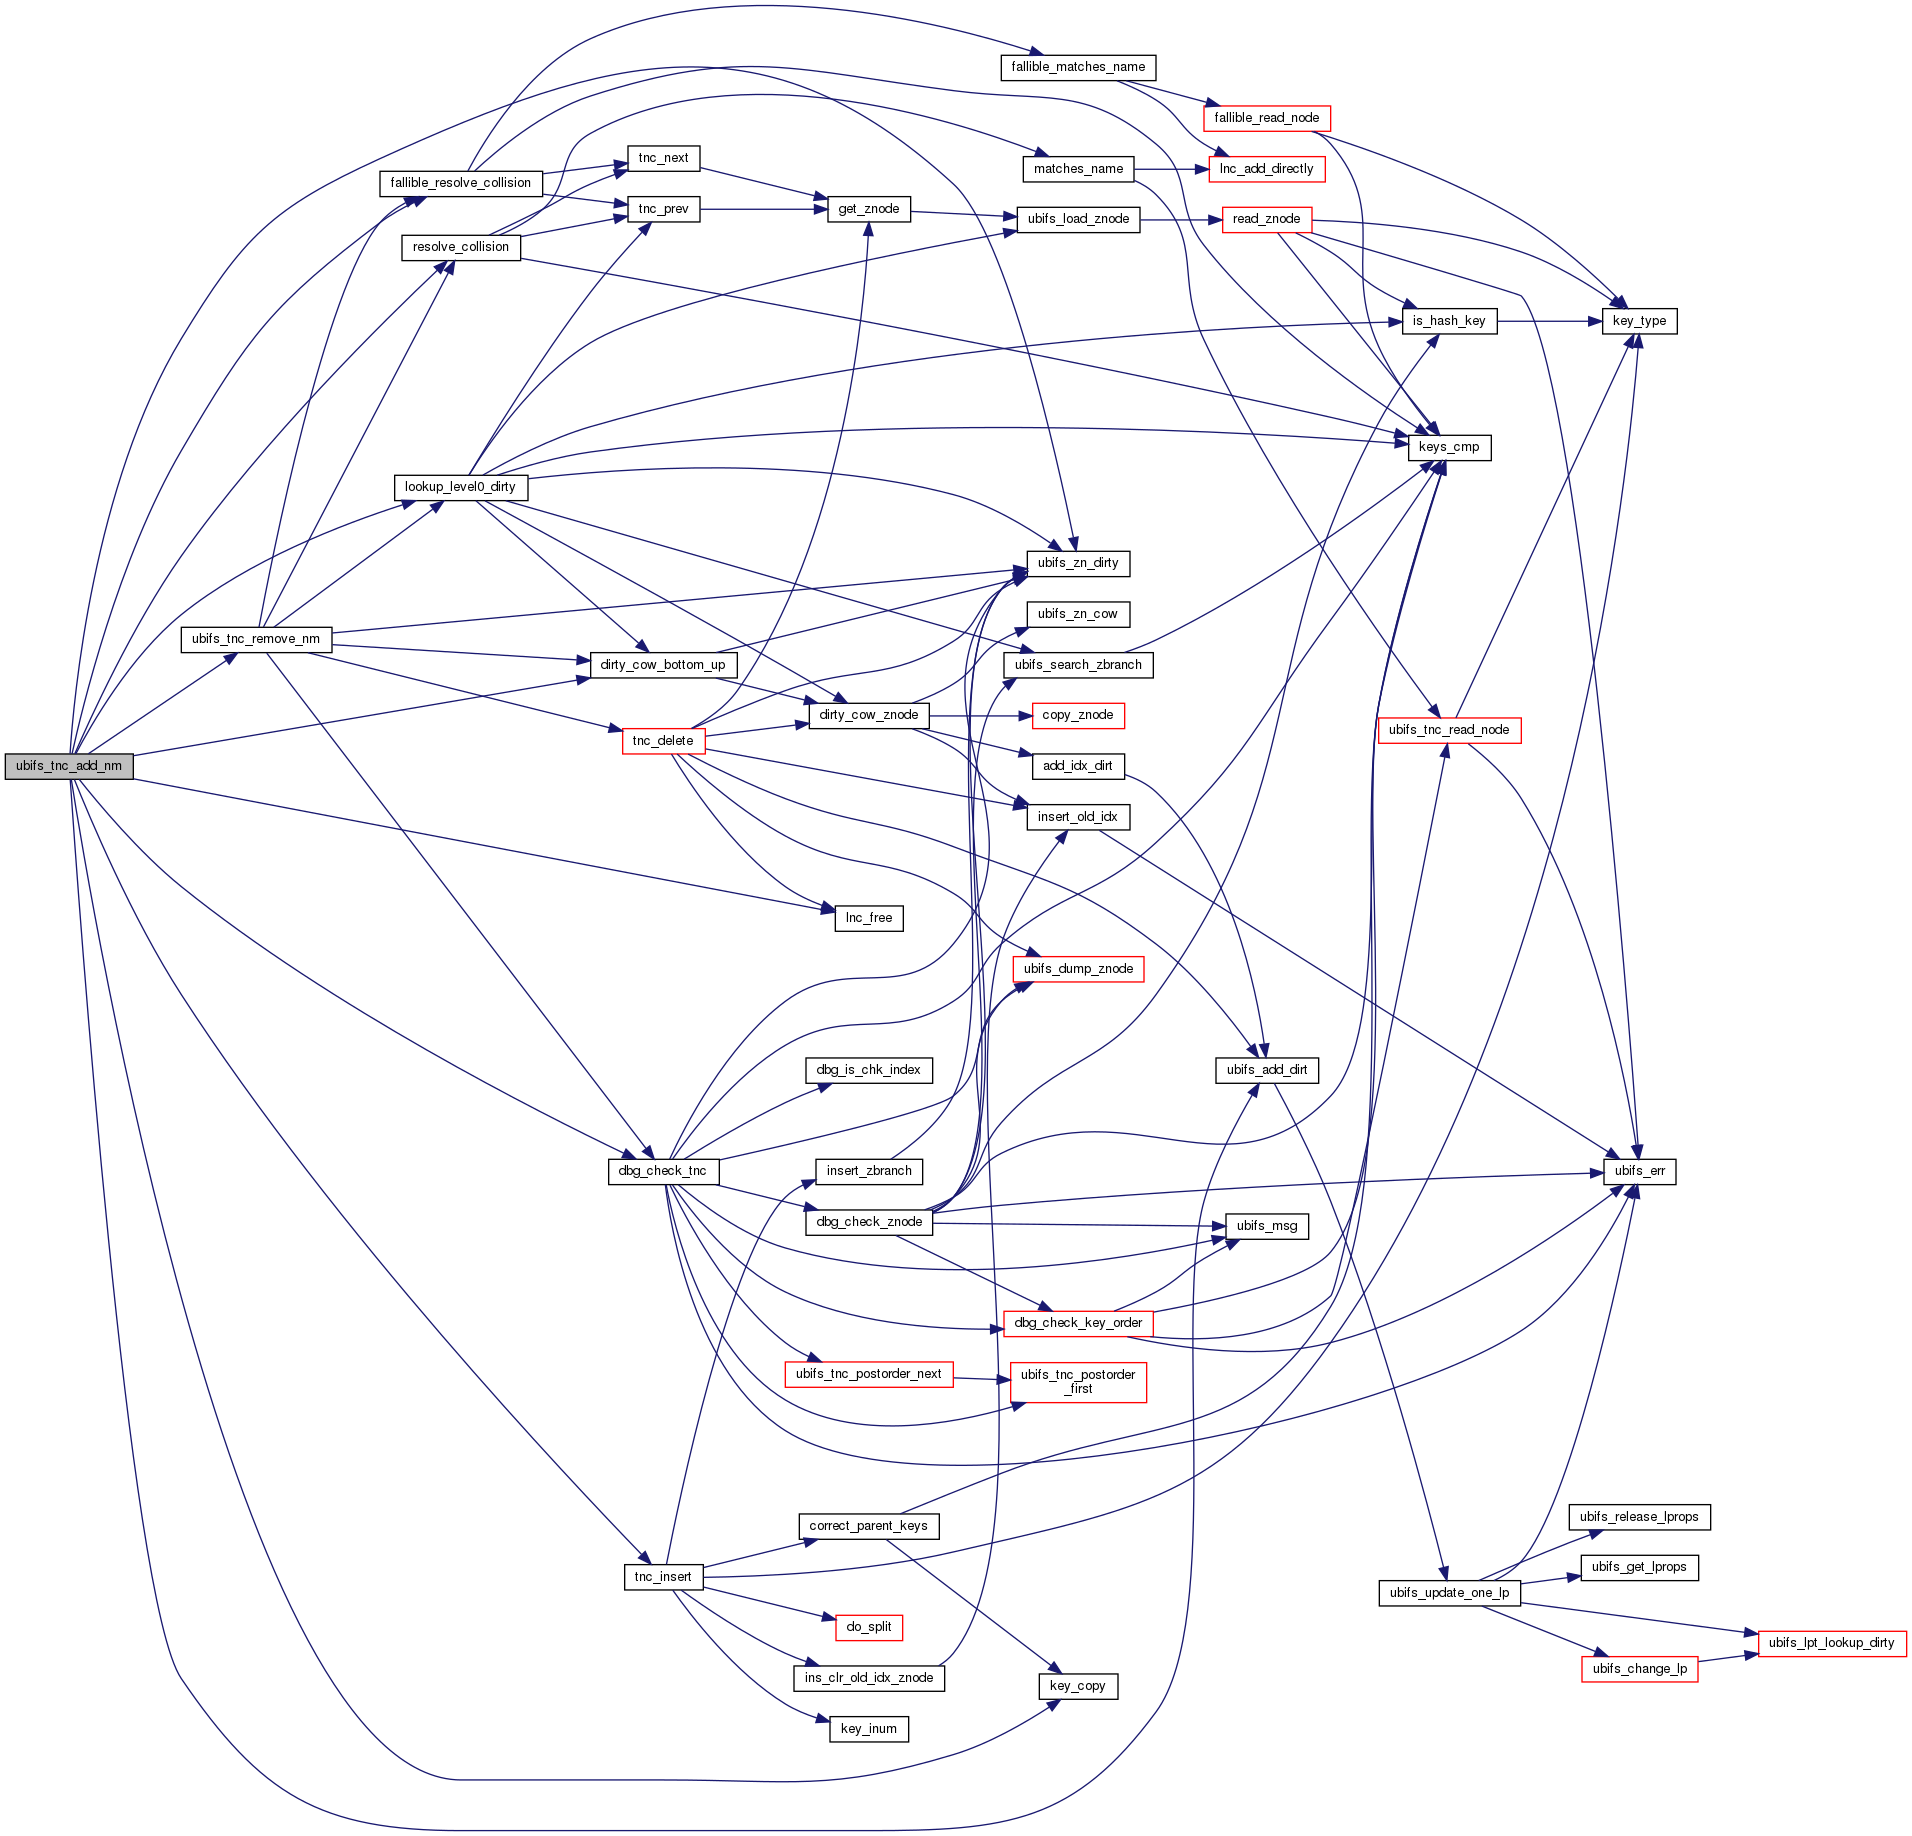 fallible_matches_name
fallible_read_node
tnc_next
matches_name
lnc_add_directly
fallible_resolve_collision
tnc_prev
get_znode
ubifs_load_znode
read_znode
resolve_collision
is_hash_key
key_type
keys_cmp
lookup_level0_dirty
ubifs_zn_dirty
ubifs_zn_cow
ubifs_tnc_remove_nm
dirty_cow_bottom_up
ubifs_search_zbranch
dirty_cow_znode
copy_znode
ubifs_tnc_read_node
tnc_delete
ubifs_tnc_add_nm
add_idx_dirt
insert_old_idx
lnc_free
ubifs_dump_znode
dbg_is_chk_index
ubifs_add_dirt
dbg_check_tnc
insert_zbranch
ubifs_err
dbg_check_znode
ubifs_msg
dbg_check_key_order
ubifs_tnc_postorder_next
ubifs_tnc_postorder
_first
correct_parent_keys
ubifs_release_lprops
tnc_insert
ubifs_get_lprops
ubifs_update_one_lp
do_split
ubifs_lpt_lookup_dirty
ubifs_change_lp
ins_clr_old_idx_znode
key_copy
key_inum